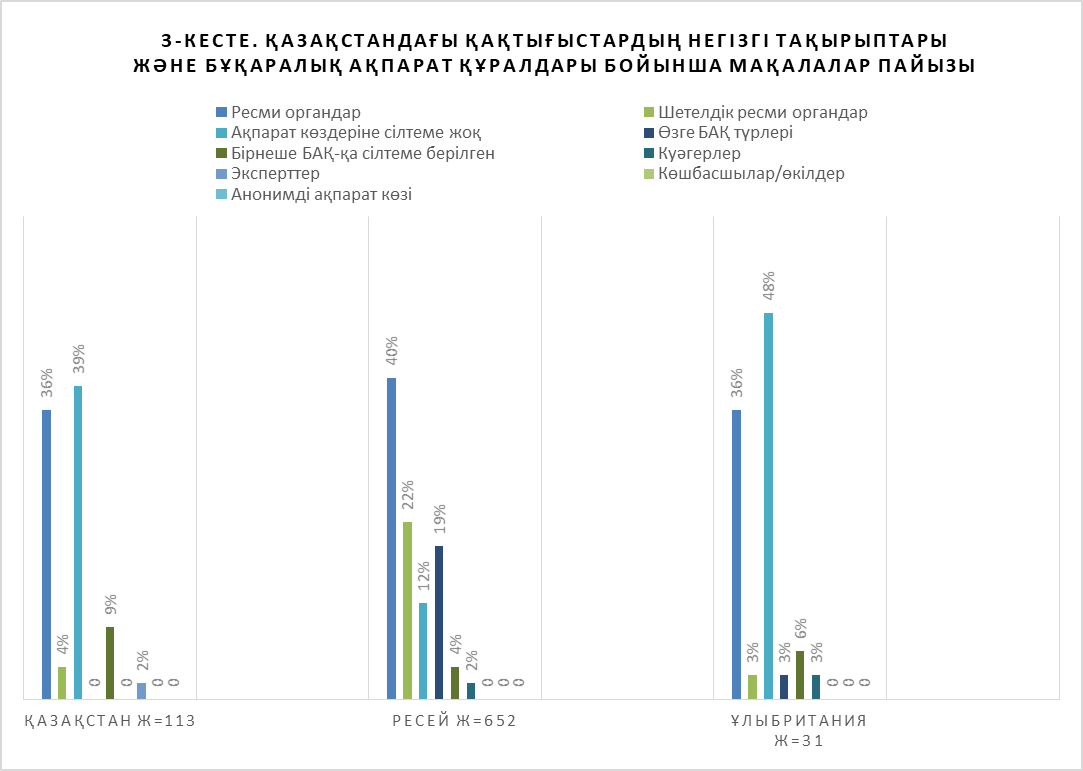 3-КЕСТЕ. ҚАЗАҚСТАНДАҒЫ ҚАҚТЫҒЫСТАРДЫҢ НЕГІЗГІ ТАҚЫРЫПТАРЫ
ЖӘНЕ БҰҚАРАЛЫҚ АҚПАРАТ ҚҰРАЛДАРЫ БОЙЫНША МАҚАЛАЛАР ПАЙЫЗЫ
Ресми органдар
Шетелдік ресми органдар
Ақпарат көздеріне сілтеме жоқ
Өзге БАҚ түрлері
Бірнеше БАҚ-қа сілтеме берілген
Куәгерлер
Эксперттер
Көшбасшылар/өкілдер
Анонимді ақпарат көзі
36%
4%
39%
0
9%
0
2%
0
0
40%
22%
12%
19%
4%
2%
0
0
0
36%
3%
48%
3%
6%
3%
0
0
0
ҚАЗАҚСТАН Ж=113
РЕСЕЙ Ж=652
ҰЛЫБРИТАНИЯ
Ж=31